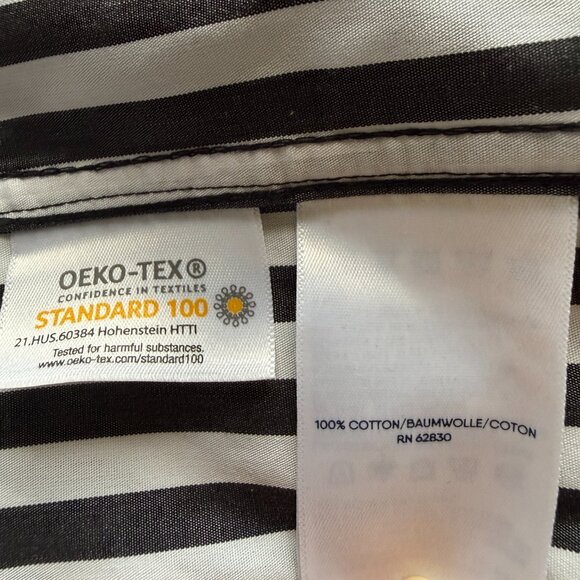 OEKO-TEX®
CONFIDENCE IN TEXTILES
STANDARD 100
21.HUS.60384 Hohenstein HTTI
Tested for harmful substances.
www.oeko-tex.com/standard100
100% COTTON/BAUMWOLLE/COTON
RN 62830